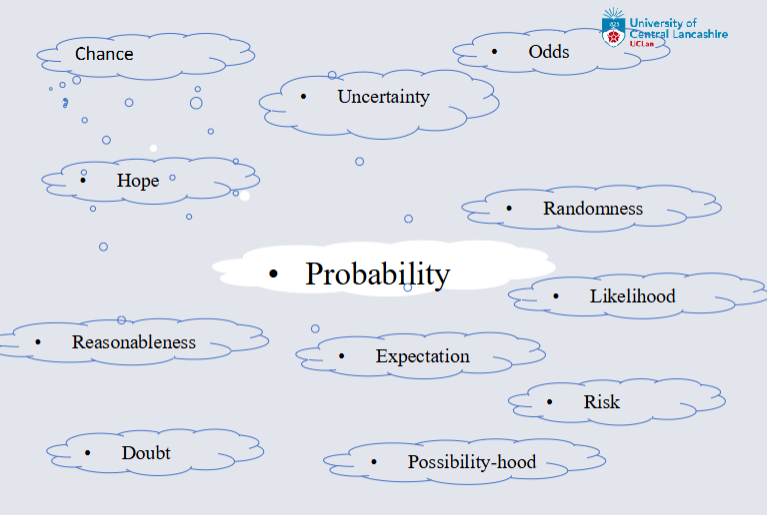 University of
Central Lancashire
UCLan
Chance
• Odds
• Uncertainty
• Hope
• Randomness
• Probability
• Likelihood
• Reasonableness
• Expectation
• Risk
• Doubt
• Possibility-hood